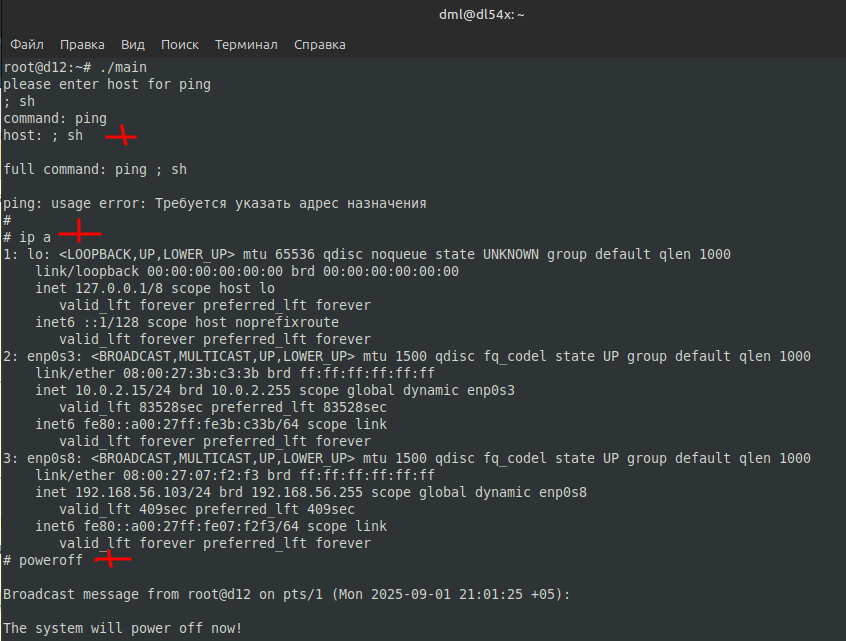 dml@dl54x: ~
Файл Правка Вид Поиск Терминал Справка
root@d12:~# ./main
please enter host for ping
; sh
command: ping
host: ; sh
full command: ping ; sh
ping: usage error: Требуется указать адрес назначения
#
# ip a
1: lo: <LOOPBACK,UP,LOWER_UP> mtu 65536 qdisc noqueue state UNKNOWN group default qlen 1000
    link/loopback 00:00:00:00:00:00 brd 00:00:00:00:00:00
    inet 127.0.0.1/8 scope host lo
       valid_lft forever preferred_lft forever
    inet6 ::1/128 scope host noprefixroute
       valid_lft forever preferred_lft forever
2: enp0s3: <BROADCAST,MULTICAST,UP,LOWER_UP> mtu 1500 qdisc fq_codel state UP group default qlen 1000
    link/ether 08:00:27:3b:c3:3b brd ff:ff:ff:ff:ff:ff
    inet 10.0.2.15/24 brd 10.0.2.255 scope global dynamic enp0s3
       valid_lft 83528sec preferred_lft 83528sec
    inet6 fe80::a00:27ff:fe3b:c33b/64 scope link
       valid_lft forever preferred_lft forever
3: enp0s8: <BROADCAST,MULTICAST,UP,LOWER_UP> mtu 1500 qdisc fq_codel state UP group default qlen 1000
    link/ether 08:00:27:07:f2:f3 brd ff:ff:ff:ff:ff:ff
    inet 192.168.56.103/24 brd 192.168.56.255 scope global dynamic enp0s8
       valid_lft 409sec preferred_lft 409sec
    inet6 fe80::a00:27ff:fe07:f2f3/64 scope link
       valid_lft forever preferred_lft forever
# poweroff
Broadcast message from root@d12 on pts/1 (Mon 2025-09-01 21:01:25 +05):
The system will power off now!